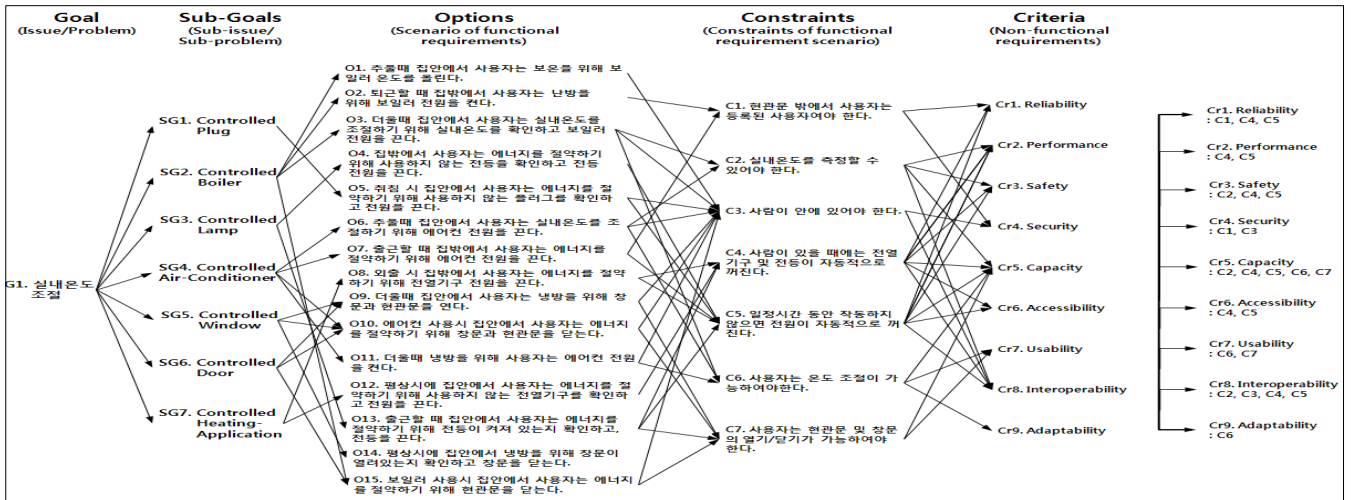 Goal
(Issue/Problem)
Sub-Goals
(Sub-issue/
Sub-problem)
Options
(Scenario of functional
requirements)
Constraints
(Constraints of functional
requirement scenario)
Criteria
(Non-functional
requirements)
G1. 실내온도
조절
SG1. Controlled
Plug
SG2. Controlled
Boiler
SG3. Controlled
Lamp
SG4. Controlled
Air-Conditioner
SG5. Controlled
Window
SG6. Controlled
Door
SG7. Controlled
Heating-
Application
O1. 추울때 집안에서 사용자는 보온을 위해 보
일러 온도를 올린다.
O2. 퇴근할 때 집밖에서 사용자는 난방을
위해 보일러 전원을 켠다.
O3. 더울때 집안에서 사용자는 실내온도를
조절하기 위해 실내온도를 확인하고 보일러
전원을 끈다.
O4. 집밖에서 사용자는 에너지를 절약하기
위해 사용하지 않는 전등을 확인하고 전등
전원을 끈다.
O5. 취침 시 집안에서 사용자는 에너지를 절
약하기 위해 사용하지 않는 플러그를 확인하
고 전원을 끈다.
O6. 추울때 집안에서 사용자는 실내온도를 조
절하기 위해 에어컨 전원을 끈다.
O7. 출근할 때 집밖에서 사용자는 에너지를
절약하기 위해 에어컨 전원을 끈다.
O8. 외출 시 집밖에서 사용자는 에너지를 절약
하기 위해 전열기구 전원을 끈다.
O9. 더울때 집안에서 사용자는 냉방을 위해 창
문과 현관문을 연다.
O10. 에어컨 사용시 집안에서 사용자는 에너지
를 절약하기 위해 창문과 현관문을 닫는다.
O11. 더울때 냉방을 위해 사용자는 에어컨 전원
을 켠다.
O12. 평상시에 집안에서 사용자는 에너지를 절
약하기 위해 사용하지 않는 전열기구를 확인하
고 전원을 끈다.
O13. 출근할 때 집안에서 사용자는 에너지를
절약하기 위해 전등이 켜져 있는지 확인하고,
전등을 끈다.
O14. 평상시에 집안에서 냉방을 위해 창문이
열려있는지 확인하고 창문을 닫는다.
O15. 보일러 사용시 집안에서 사용자는 에너지
를 절약하기 위해 현관문을 닫는다.
C1. 현관문 밖에서 사용자는
등록된 사용자여야 한다.
C2. 실내온도를 측정할 수
있어야 한다.
C3. 사람이 안에 있어야 한다.
C4. 사람이 있을 때에는 전열
기구 및 전등이 자동적으로
꺼진다.
C5. 일정시간 동안 작동하지
않으면 전원이 자동적으로 꺼
진다.
C6. 사용자는 온도 조절이 가
능하여야한다.
C7. 사용자는 현관문 및 창문
의 열기/닫기가 가능하여야
한다.
Cr1. Reliability
Cr2. Performance
Cr3. Safety
Cr4. Security
Cr5. Capacity
Cr6. Accessibility
Cr7. Usability
Cr8. Interoperability
Cr9. Adaptability
Cr1. Reliability
: C1, C4, C5
Cr2. Performance
: C4, C5
Cr3. Safety
: C2, C4, C5
Cr4. Security
: C1, C3
Cr5. Capacity
: C2, C4, C5, C6, C7
Cr6. Accessibility
: C4, C5
Cr7. Usability
: C6, C7
Cr8. Interoperability
: C2, C3, C4, C5
Cr9. Adaptability
: C6